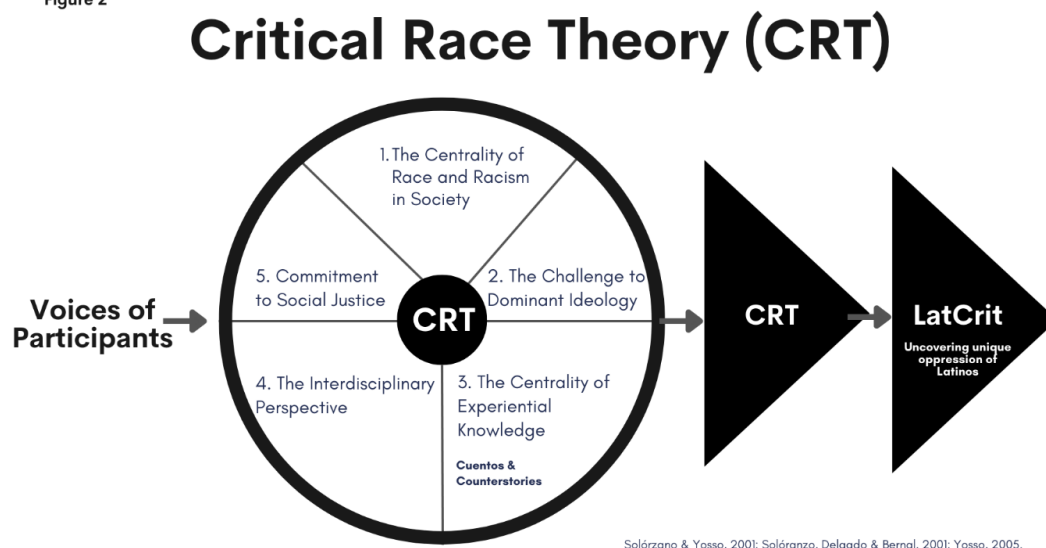 Figure 2
Critical Race Theory (CRT)
1. The Centrality of
Race and Racism
in Society
2. The Challenge to
Dominant Ideology
3. The Centrality of
Experiential
Knowledge
Cuentos &
Counterstories
4. The Interdisciplinary
Perspective
5. Commitment
to Social Justice
CRT
Voices of
Participants
CRT
LatCrit
Uncovering unique
oppression of
Latinos
Solórzano & Yosso, 2001; Solóranzo, Delgado & Bernal, 2001; Yosso, 2005.